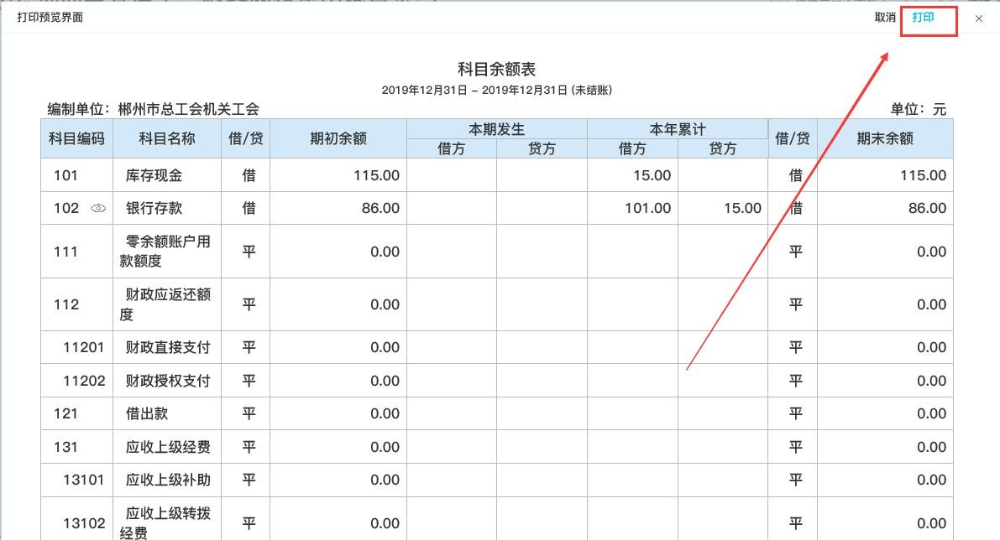 打印预览界面
取消 打印 ×
科目余额表
2019年12月31日 – 2019年12月31日 (未结账)
编制单位: 郴州市总工会机关工会 单位: 元
科目编码 科目名称 借/贷 期初余额 本期发生 本年累计 借/贷 期末余额
借方 贷方 借方 贷方
101 库存现金 借 115.00 15.00 借 115.00
102 银行存款 借 86.00 101.00 15.00 借 86.00
111 零余额账户用 平 0.00 平 0.00
款额度
112 财政应返还额 平 0.00 平 0.00
度
11201 财政直接支付 平 0.00 平 0.00
11202 财政授权支付 平 0.00 平 0.00
121 借出款 平 0.00 平 0.00
131 应收上级经费 平 0.00 平 0.00
13101 应收上级补助 平 0.00 平 0.00
13102 应收上级转拨 平 0.00 平 0.00
经费